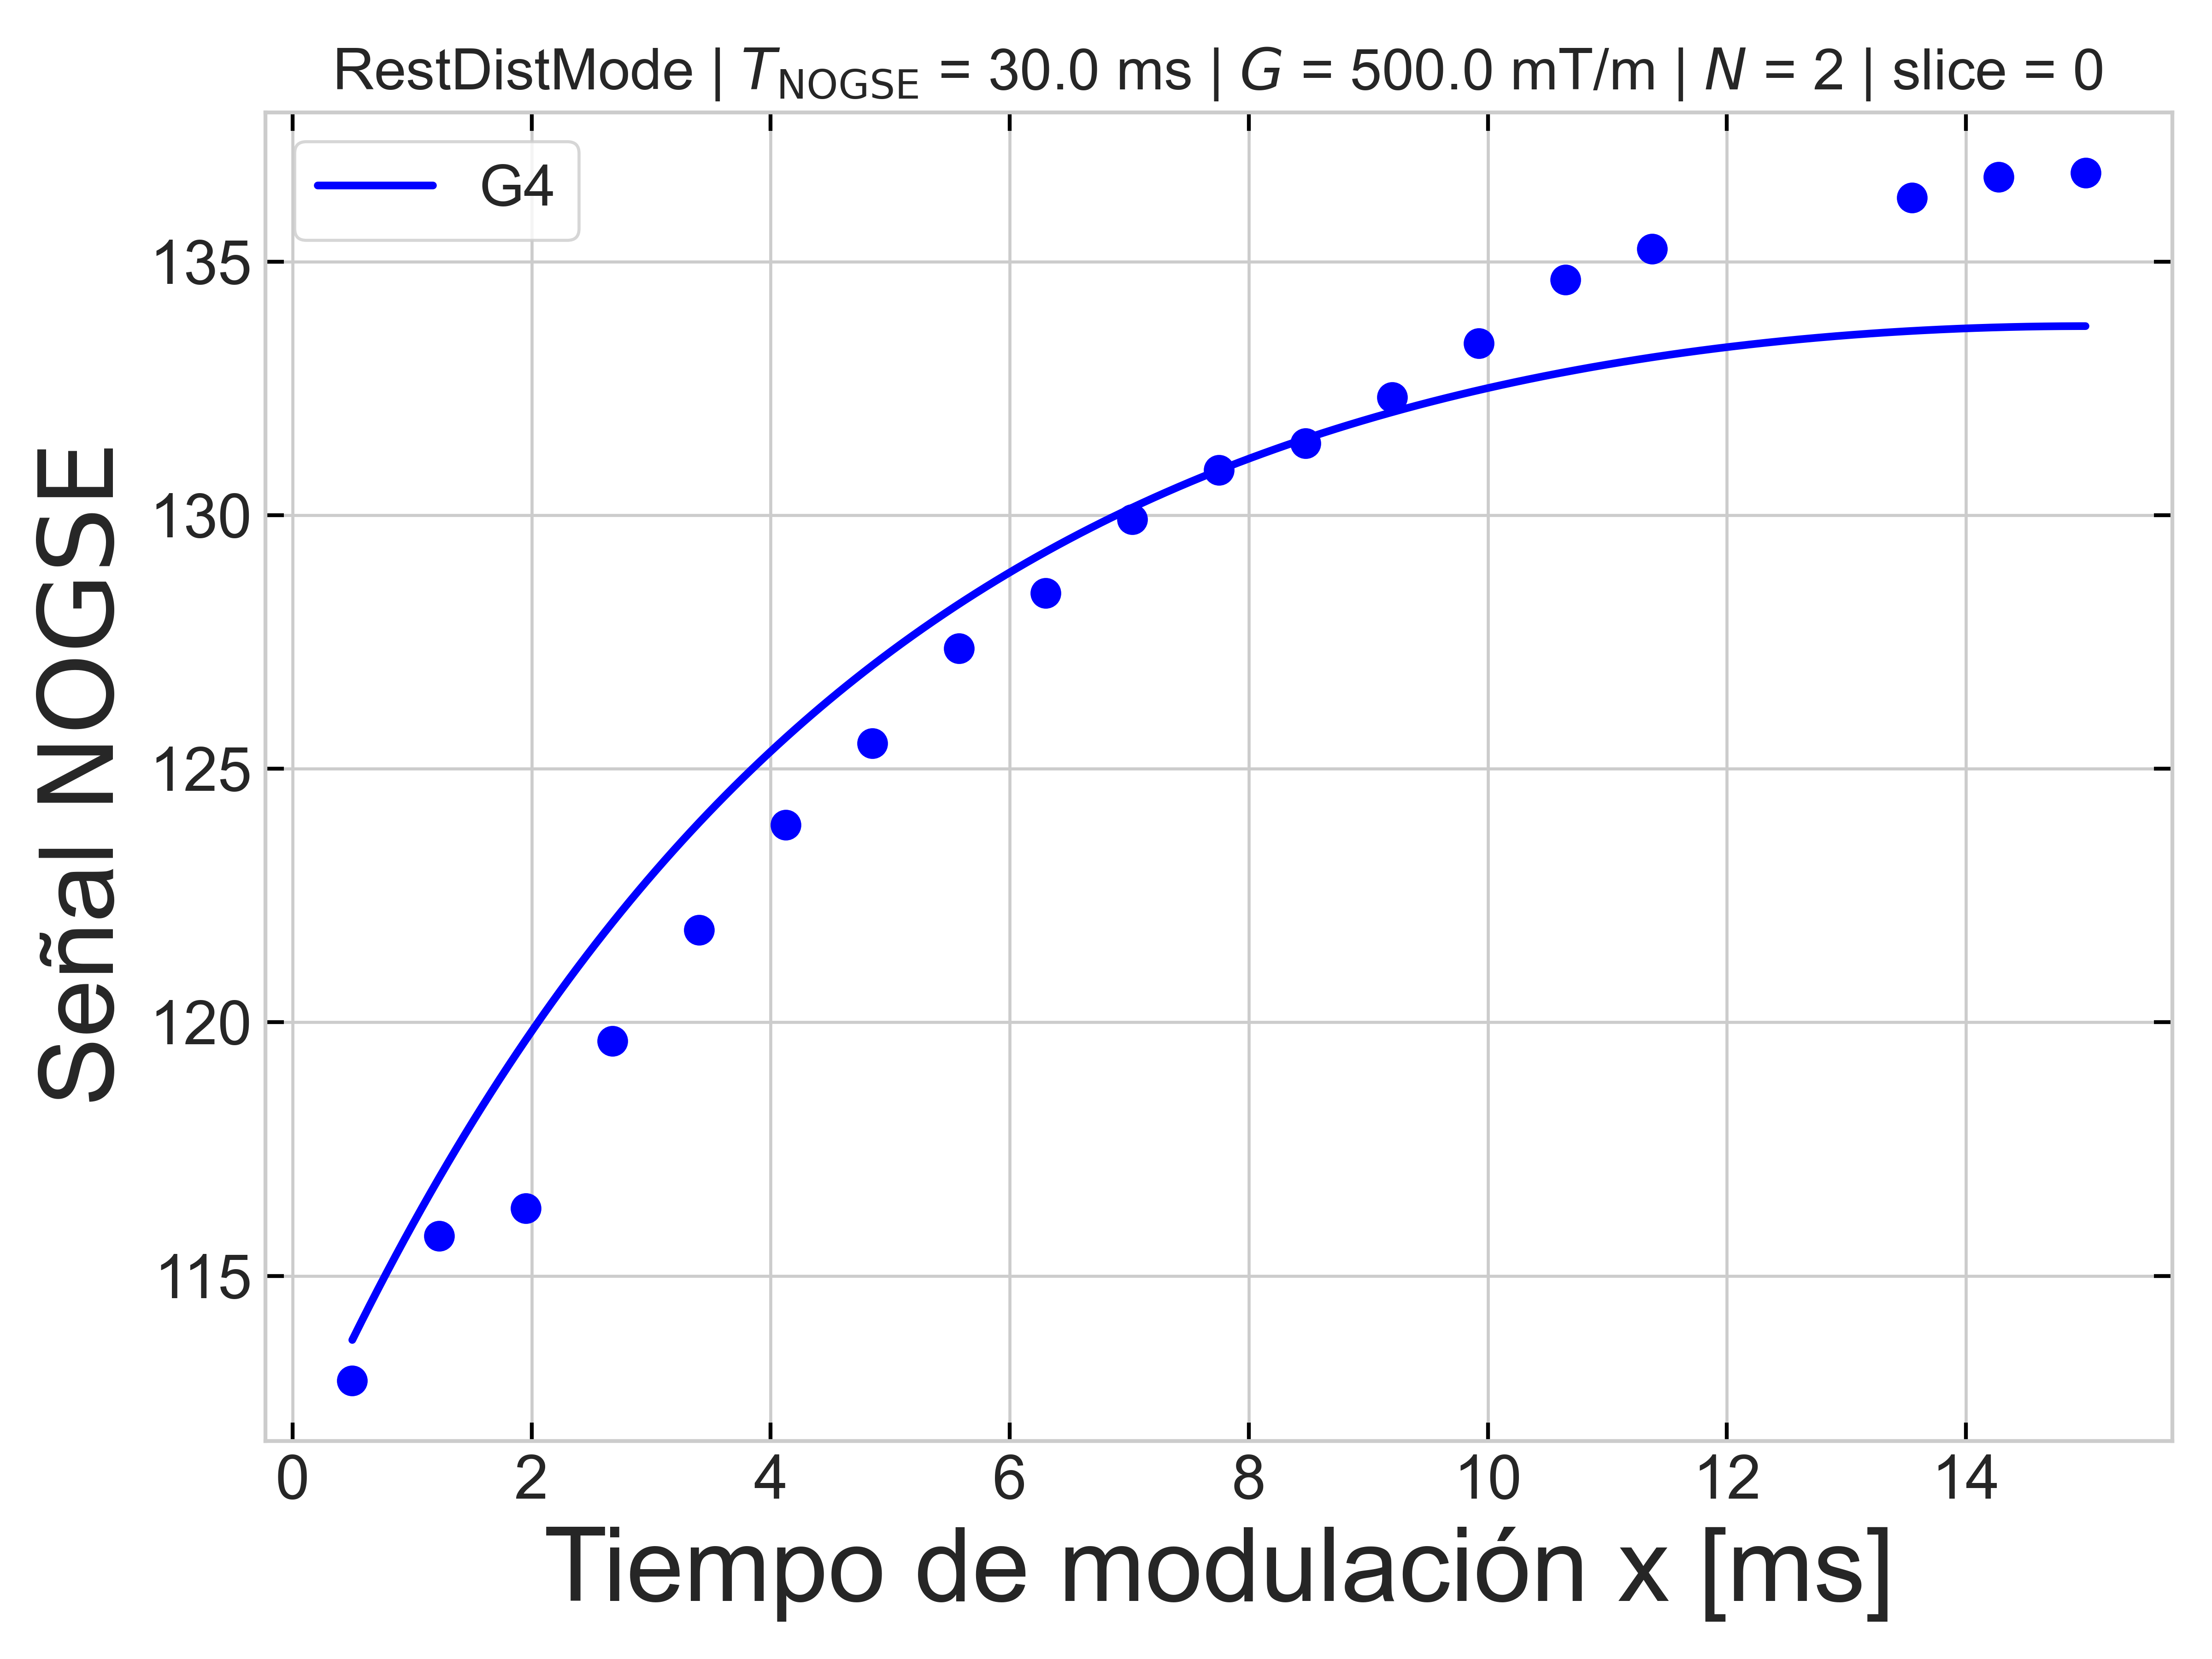 RestDistMode | T_NOGSE = 30.0 ms | G = 500.0 mT/m | N = 2 | slice = 0
G4
Señal NOGSE
135
130
125
120
115
0 2 4 6 8 10 12 14
Tiempo de modulación x [ms]